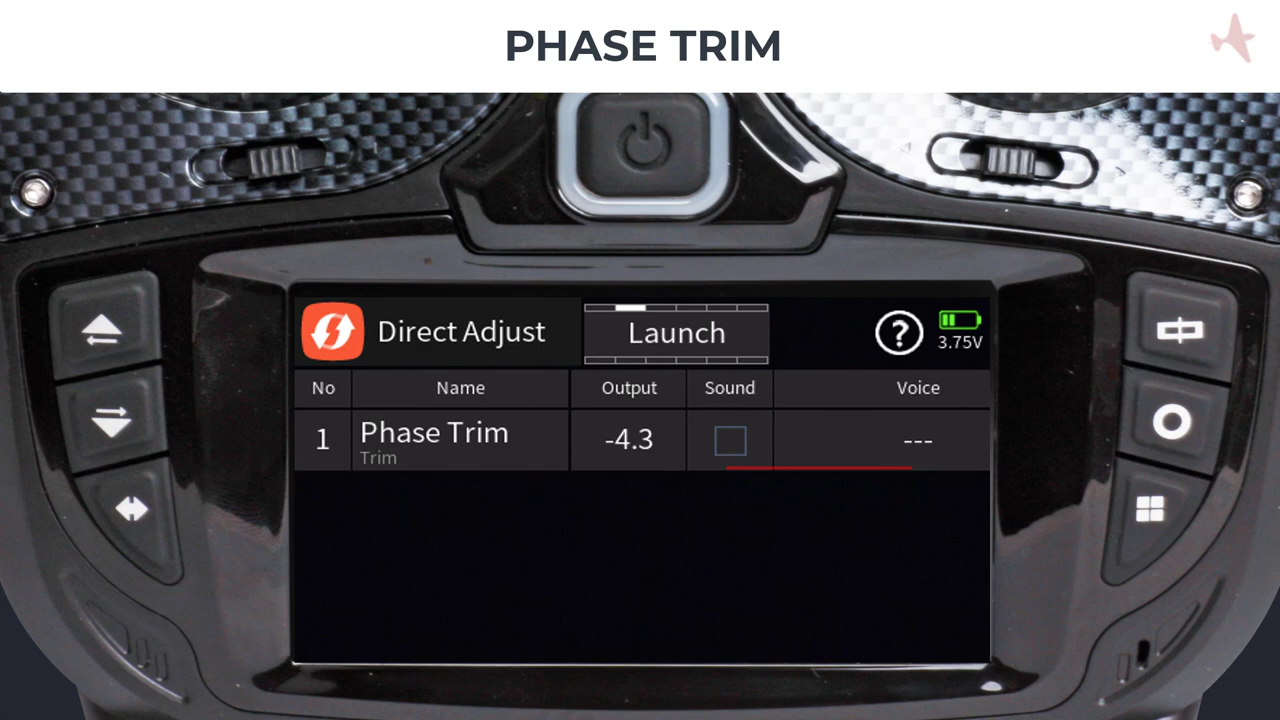 PHASE TRIM
Direct Adjust
Launch
?
3.75V
No Name Output Sound Voice
1 Phase Trim -4.3 ---
Trim